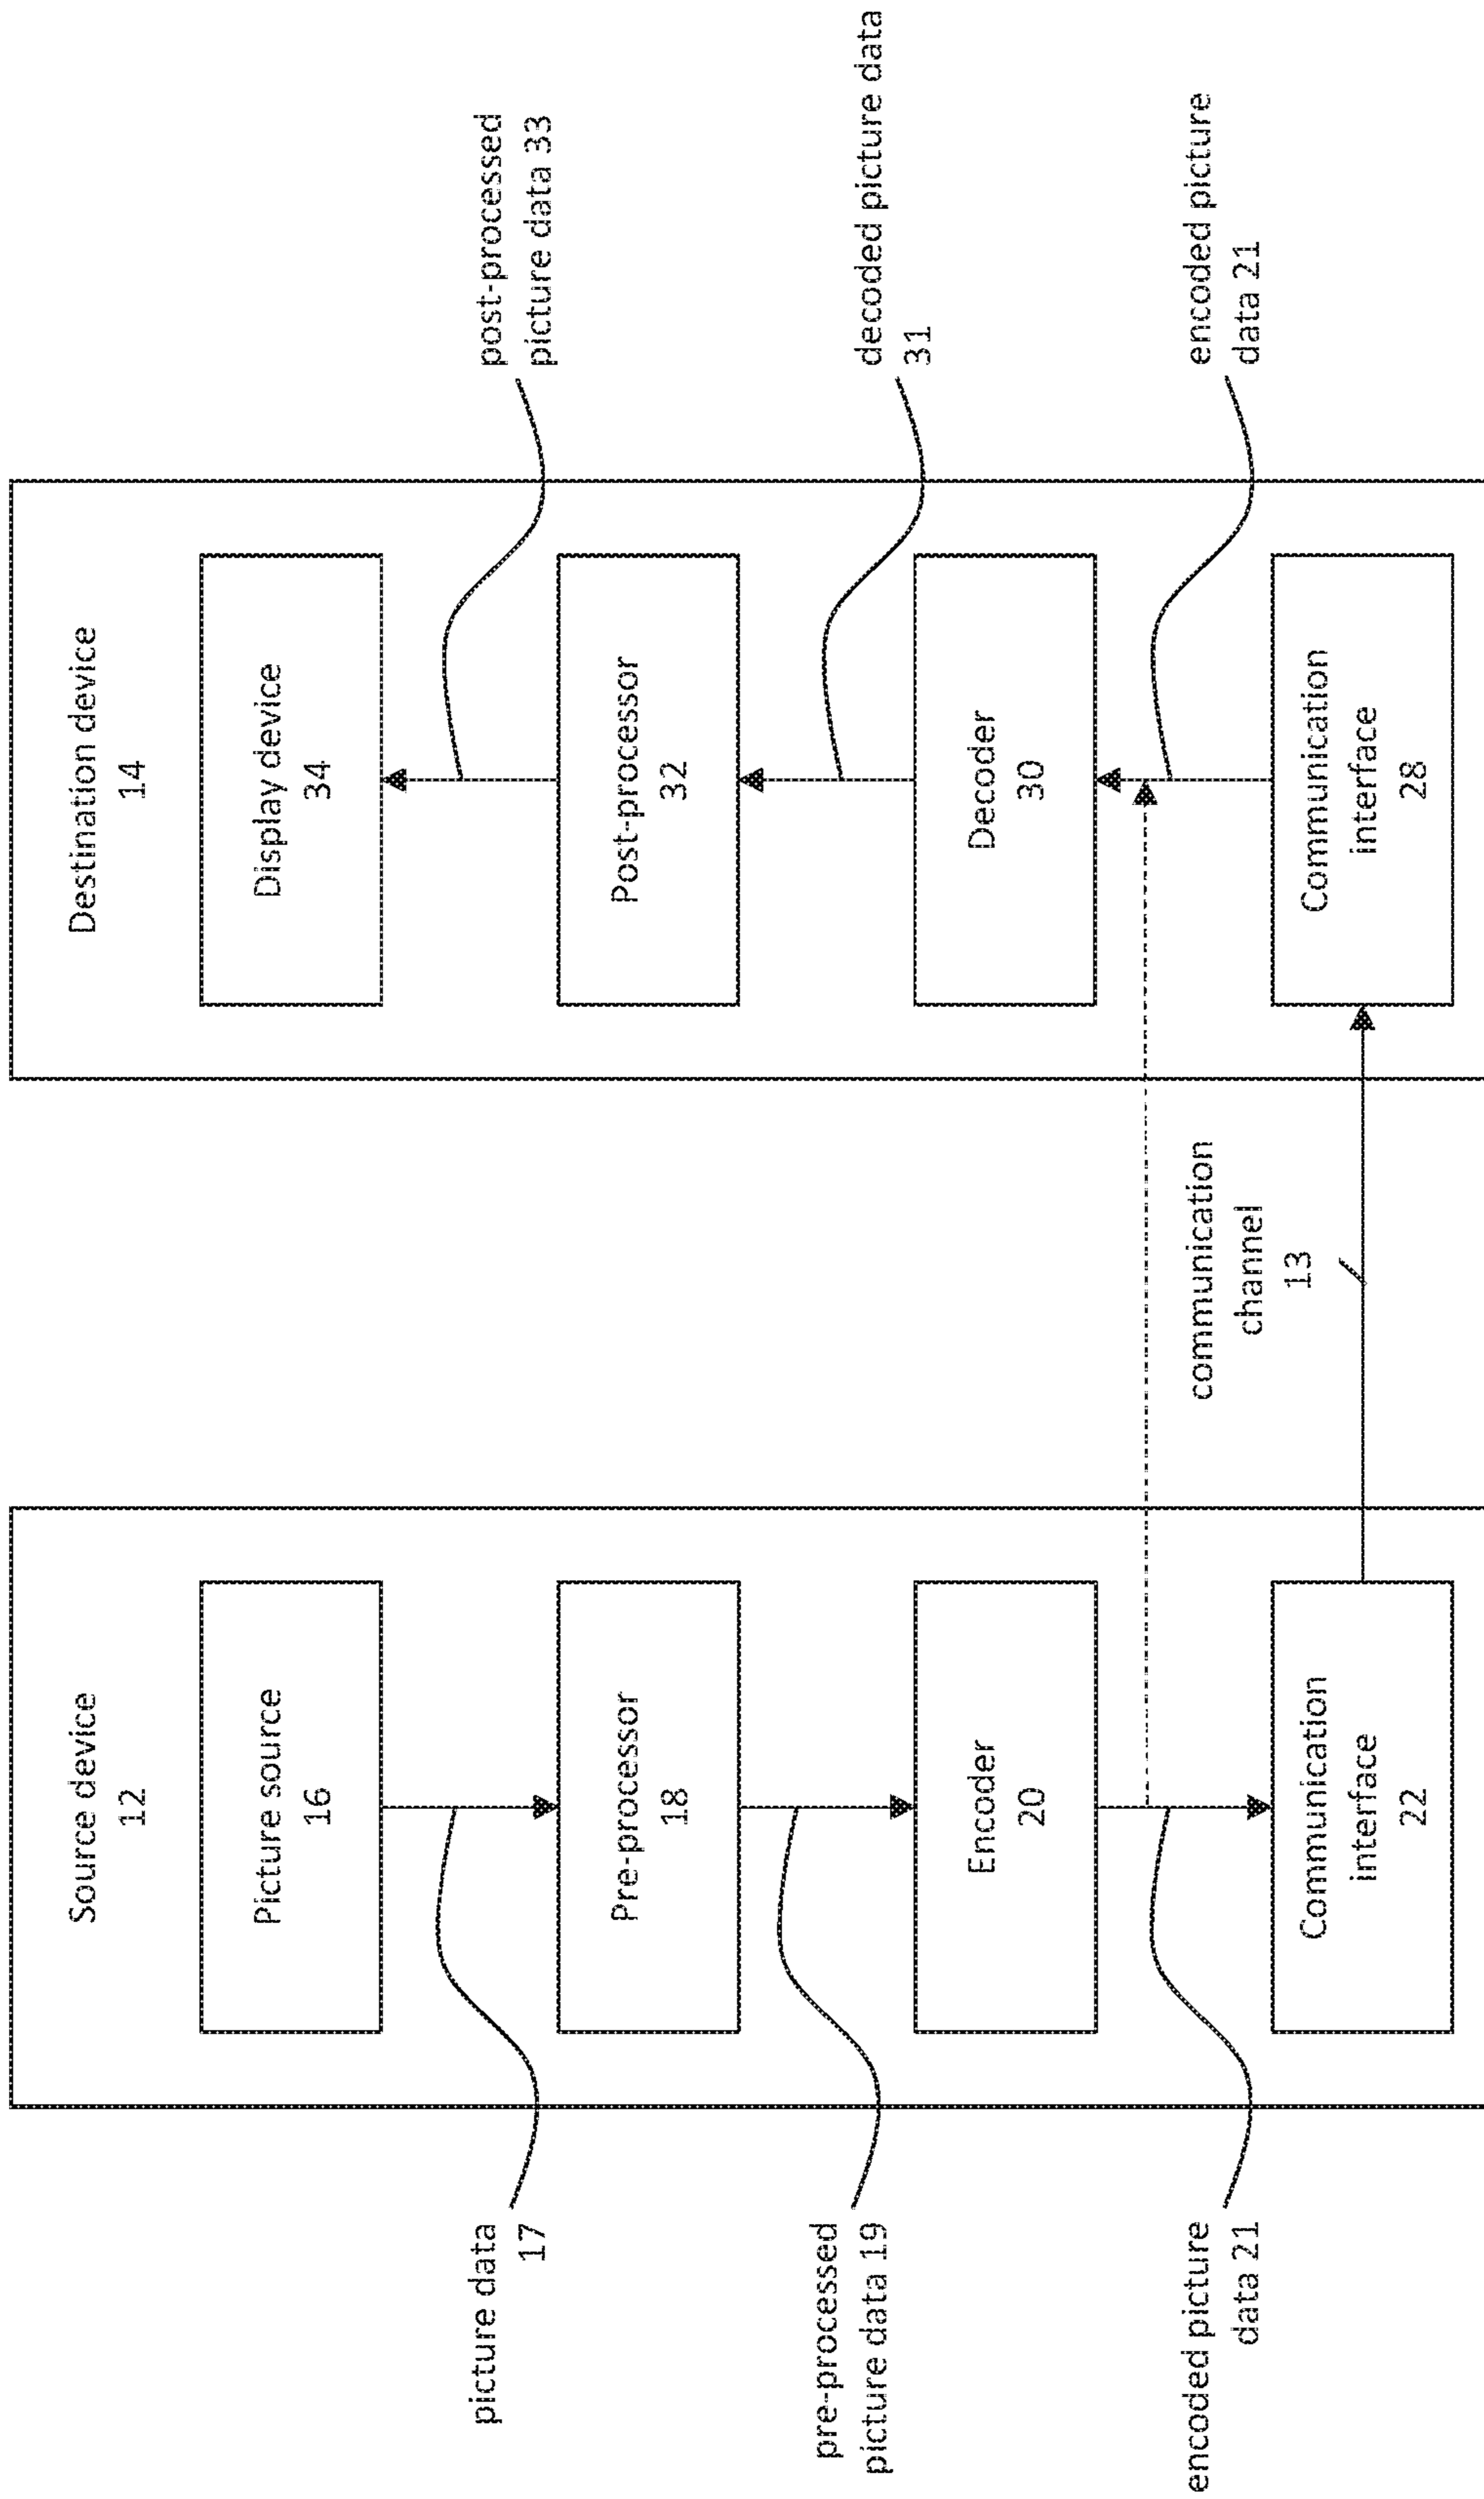 Source device
12
Picture source
16
picture data
17
Pre-processor
18
pre-processed
picture data 19
Encoder
20
encoded picture
data 21
Communication
interface
22
communication
channel
13
Destination device
14
Display device
34
post-processed
picture data 33
Post-processor
32
decoded picture data
31
Decoder
30
encoded picture
data 21
Communication
interface
28